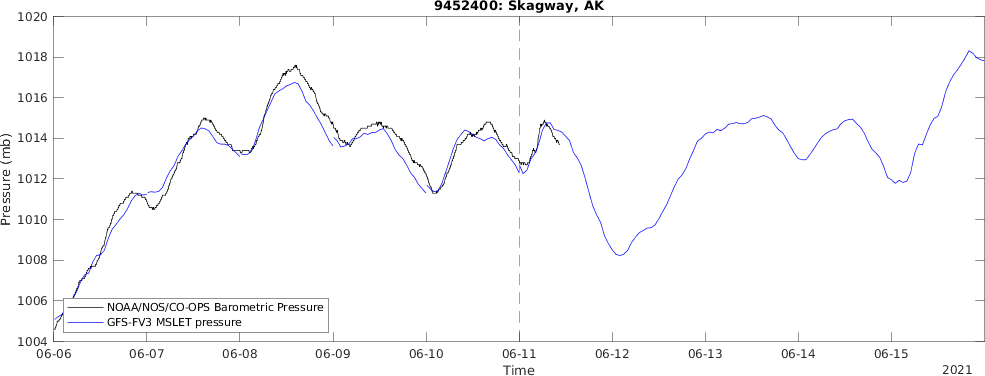 9452400: Skagway, AK
Pressure (mb)
1020
1018
1016
1014
1012
1010
1008
1006
1004
NOAA/NOS/CO-OPS Barometric Pressure
GFS-FV3 MSLET pressure
06-06 06-07 06-08 06-09 06-10 06-11 06-12 06-13 06-14 06-15
Time
2021